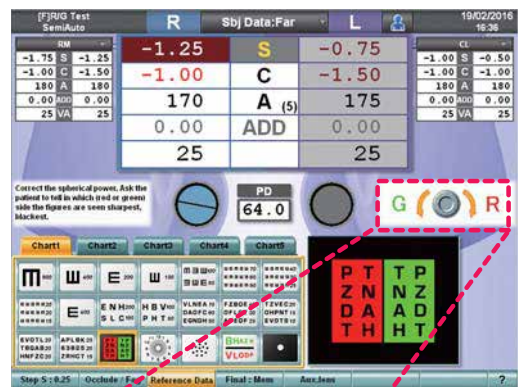 [F]R/G Test
SemiAuto
R
Sbj Data:Far
L
19/02/2016
16:36
RM
-1.75 S -1.25
-1.00 C -1.00
180 A 180
0.00 ADD 0.00
25 VA 25
-1.25 S -0.75
-1.00 C -1.50
170 A (5) 175
0.00 ADD 0.00
25 25
CL
-1.00 S -0.50
-1.00 C -1.50
180 A 180
0.00 ADD 0.00
25 VA 25
Correct the spherical power. Ask the
patient to tell in which (red or green)
side the figures are seen sharpest,
blackest.
PD
64.0
G R
Chart1 Chart2 Chart3 Chart4 Chart5
E N H
S L C
H B V
P H T
P T T P
Z N N Z
D A A D
T H H T
Step S : 0.25
Reference Data
Final : Mem
Aux.lens
?